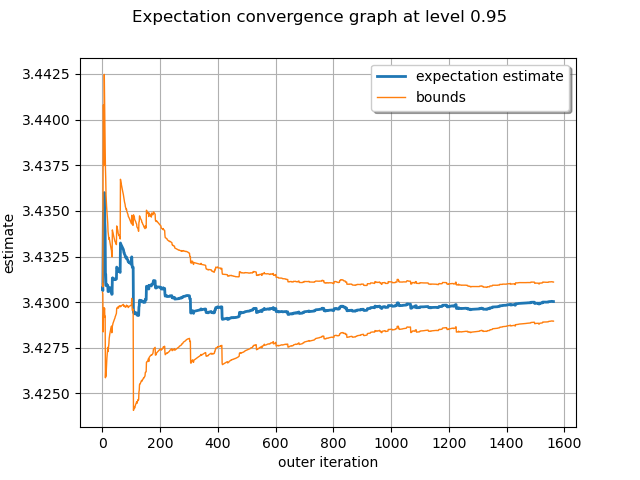 Expectation convergence graph at level 0.95
expectation estimate
bounds
3.4425
3.4400
3.4375
3.4350
3.4325
3.4300
3.4275
3.4250
estimate
0 200 400 600 800 1000 1200 1400 1600
outer iteration